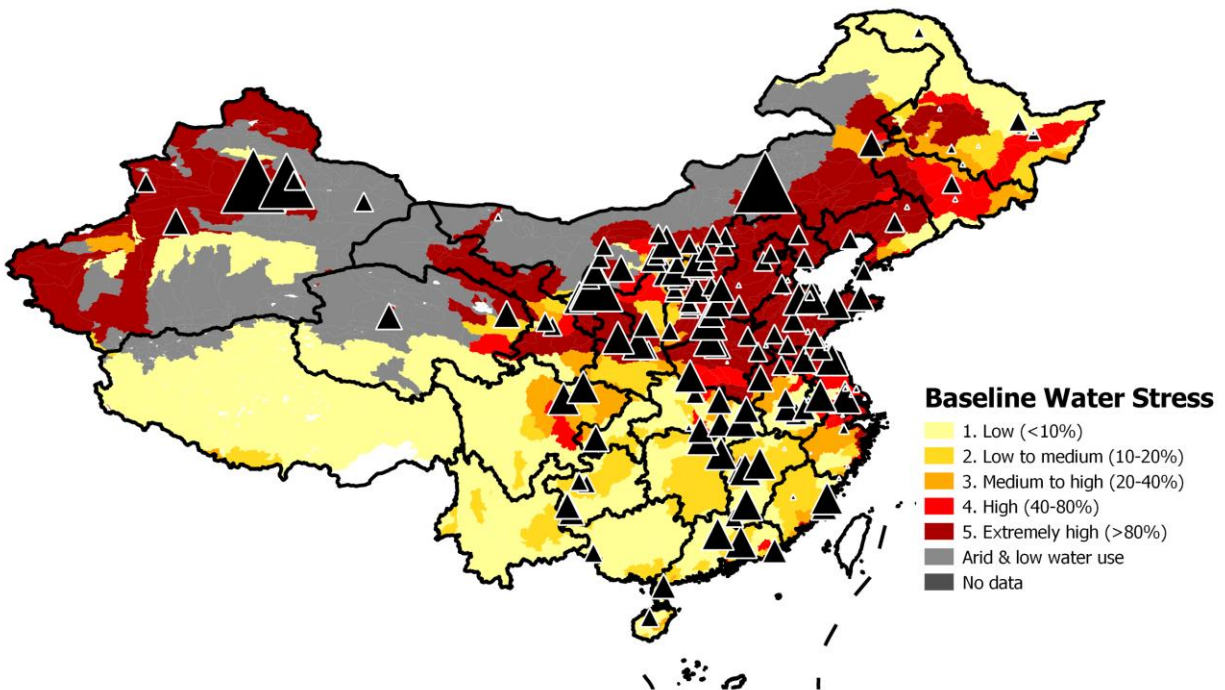 Baseline Water Stress
1. Low (<10%)
2. Low to medium (10-20%)
3. Medium to high (20-40%)
4. High (40-80%)
5. Extremely high (>80%)
Arid & low water use
No data